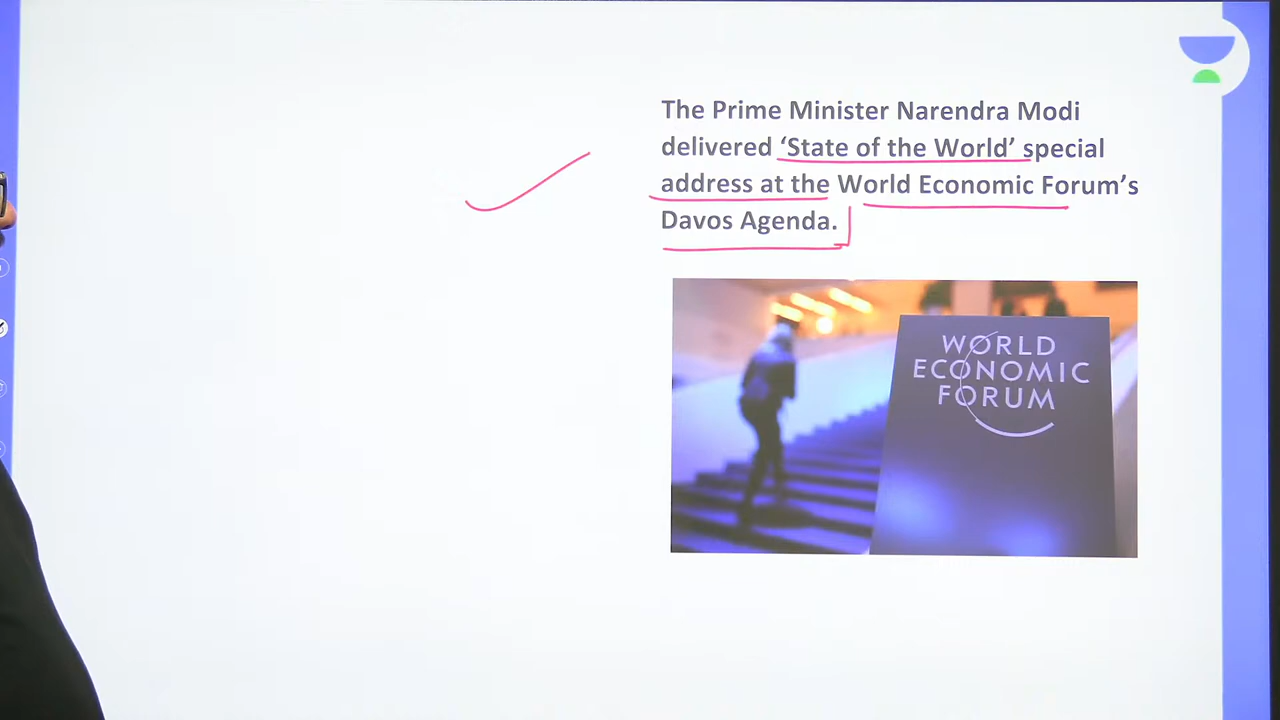 The Prime Minister Narendra Modi
delivered ‘State of the World’ special
address at the World Economic Forum’s
Davos Agenda.
WORLD
ECONOMIC
FORUM